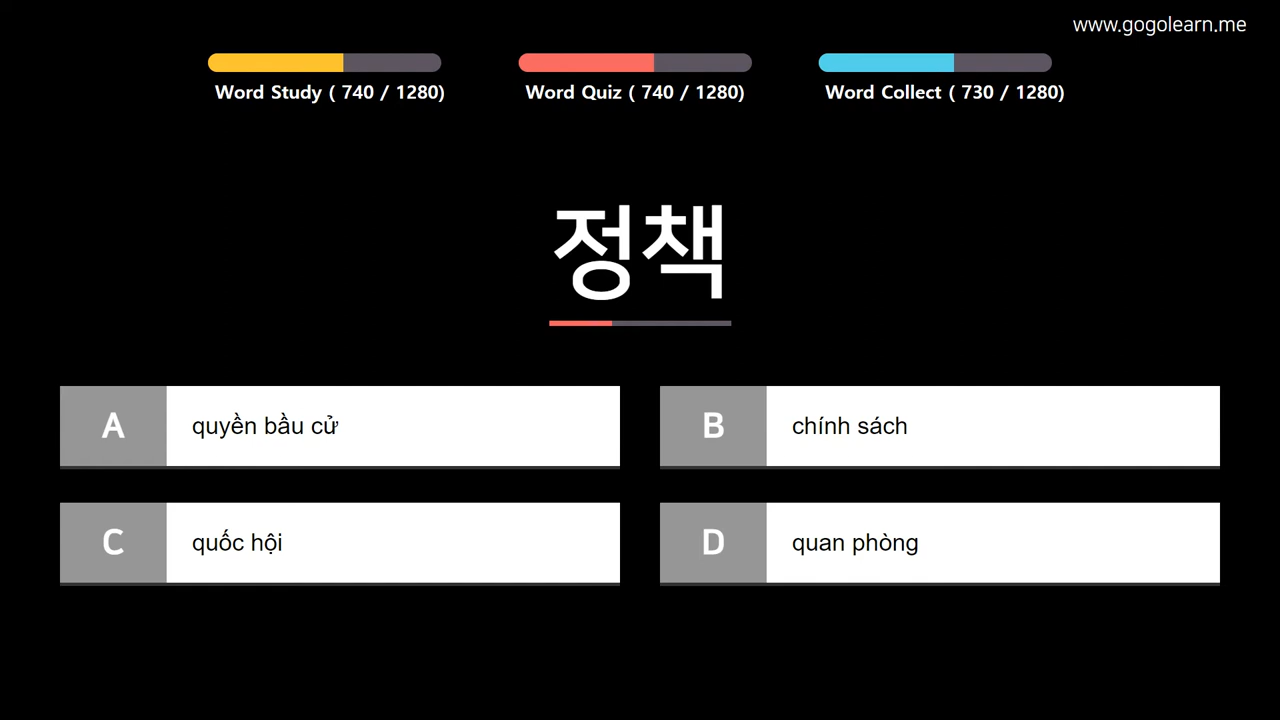 www.gogolearn.me
Word Study ( 740 / 1280)
Word Quiz ( 740 / 1280)
Word Collect ( 730 / 1280)
정책
A
quyền bầu cử
B
chính sách
C
quốc hội
D
quan phòng